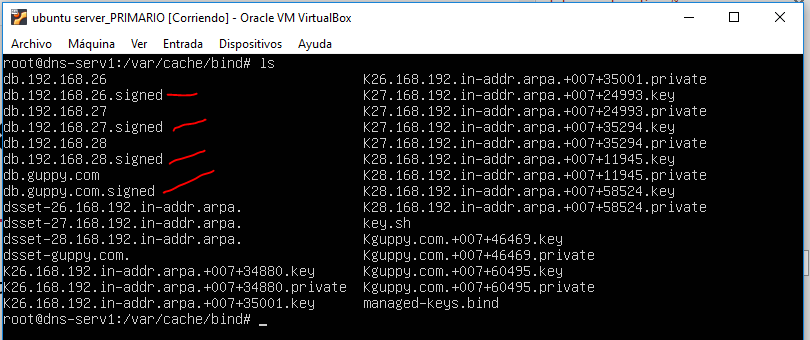 ubuntu server_PRIMARIO [Corriendo] - Oracle VM VirtualBox
Archivo Máquina Ver Entrada Dispositivos Ayuda
root@dns-serv1:/var/cache/bind# ls
db.192.168.26 K26.168.192.in-addr.arpa.+007+35001.private
db.192.168.26.signed K27.168.192.in-addr.arpa.+007+24993.key
db.192.168.27 K27.168.192.in-addr.arpa.+007+24993.private
db.192.168.27.signed K27.168.192.in-addr.arpa.+007+35294.key
db.192.168.28 K27.168.192.in-addr.arpa.+007+35294.private
db.192.168.28.signed K28.168.192.in-addr.arpa.+007+11945.key
db.guppy.com K28.168.192.in-addr.arpa.+007+11945.private
db.guppy.com.signed K28.168.192.in-addr.arpa.+007+58524.key
dsset-26.168.192.in-addr.arpa. K28.168.192.in-addr.arpa.+007+58524.private
dsset-27.168.192.in-addr.arpa. key.sh
dsset-28.168.192.in-addr.arpa. Kguppy.com.+007+46469.key
dsset-guppy.com. Kguppy.com.+007+46469.private
K26.168.192.in-addr.arpa.+007+34880.key Kguppy.com.+007+60495.key
K26.168.192.in-addr.arpa.+007+34880.private Kguppy.com.+007+60495.private
K26.168.192.in-addr.arpa.+007+35001.key managed-keys.bind
root@dns-serv1:/var/cache/bind# _